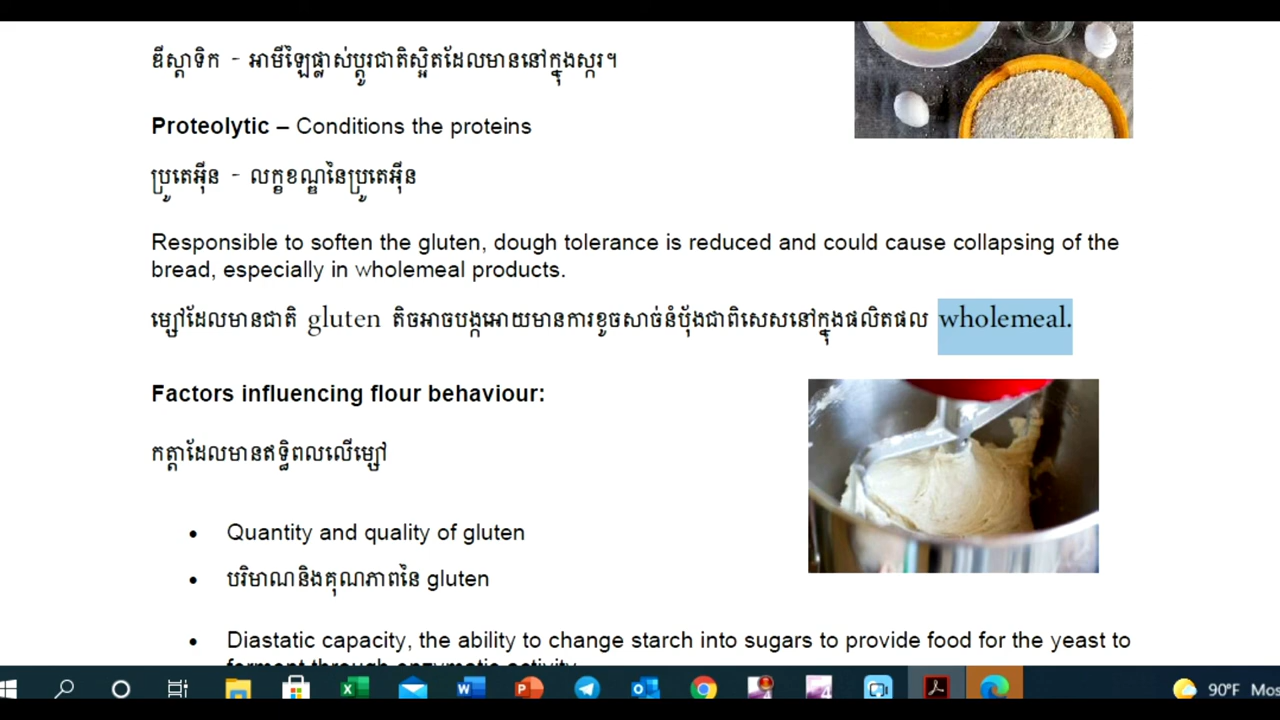 ឌីស្តាទិក - អាមីឡៃផ្លាស់ប្តូរជាតិស្អិតដែលមាននៅក្នុងស្ករ។
Proteolytic – Conditions the proteins
ប្រូតេអ៊ីន - លក្ខខណ្ឌនៃប្រូតេអ៊ីន
Responsible to soften the gluten, dough tolerance is reduced and could cause collapsing of the
bread, especially in wholemeal products.
ម្សៅដែលមានជាតិ gluten តិចអាចបង្កអោយមានការខូចសាច់នំប៉័ងជាពិសេសនៅក្នុងផលិតផល wholemeal.
Factors influencing flour behaviour:
កត្តាដែលមានឥទ្ធិពលលើម្សៅ
• Quantity and quality of gluten
• បរិមាណនិងគុណភាពនៃ gluten
• Diastatic capacity, the ability to change starch into sugars to provide food for the yeast to
ferment through enzymatic activity
90°F Mos